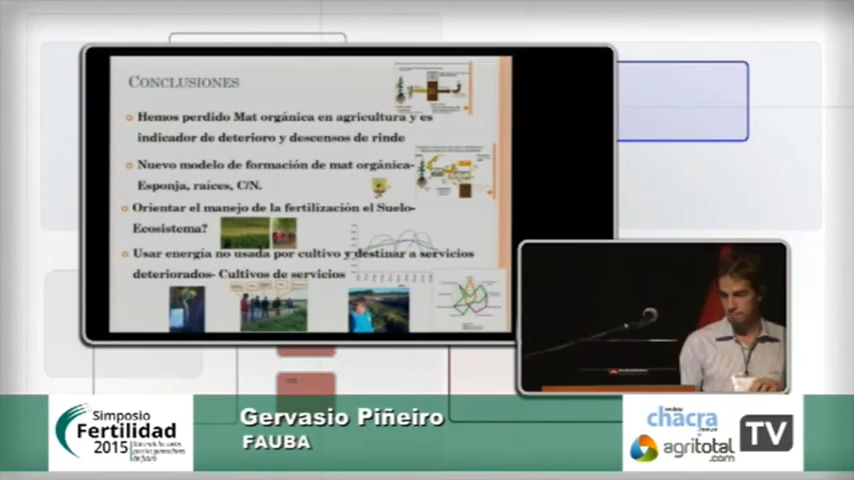 CONCLUSIONES
Hemos perdido Mat orgánica en agricultura y es
indicador de deterioro y descensos de rinde
Nuevo modelo de formación de mat orgánica-
Esponja, raíces, C/N.
Orientar el manejo de la fertilización el Suelo-
Ecosistema?
Usar energía no usada por cultivo y destinar a servicios
deteriorados- Cultivos de servicios
Simposio
Fertilidad
2015
Gervasio Piñeiro
FAUBA
chacra
agritotal
.com
TV